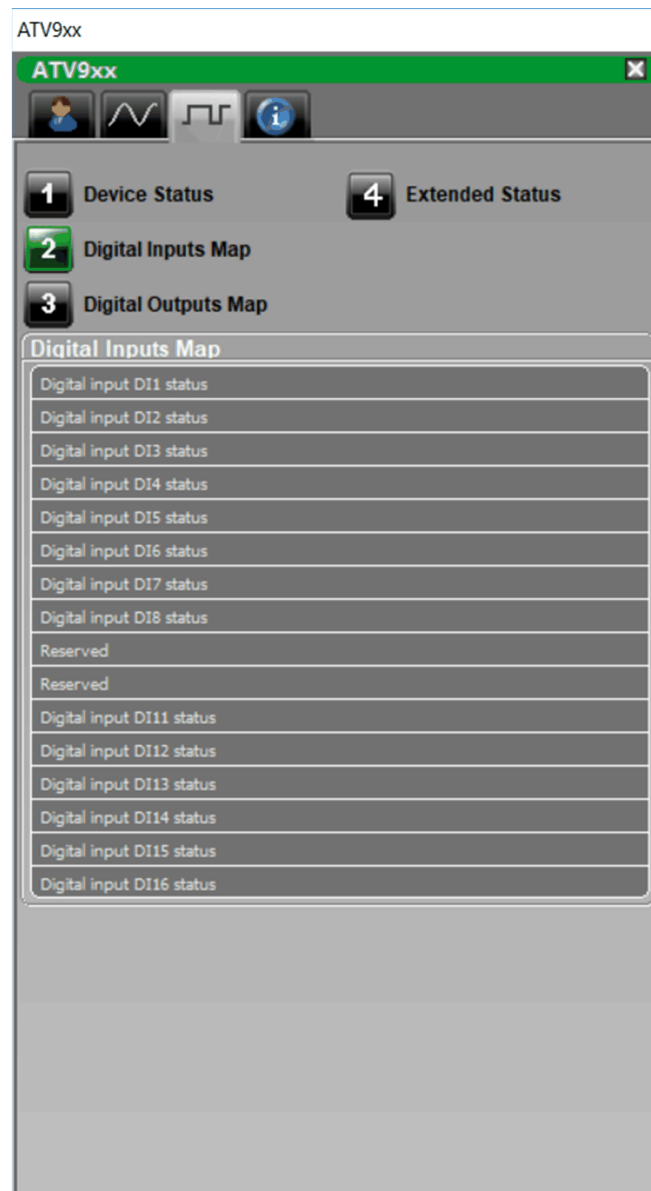 ATV9xx
ATV9xx
1 Device Status
4 Extended Status
2 Digital Inputs Map
3 Digital Outputs Map
Digital Inputs Map
Digital input DI1 status
Digital input DI2 status
Digital input DI3 status
Digital input DI4 status
Digital input DI5 status
Digital input DI6 status
Digital input DI7 status
Digital input DI8 status
Reserved
Reserved
Digital input DI11 status
Digital input DI12 status
Digital input DI13 status
Digital input DI14 status
Digital input DI15 status
Digital input DI16 status